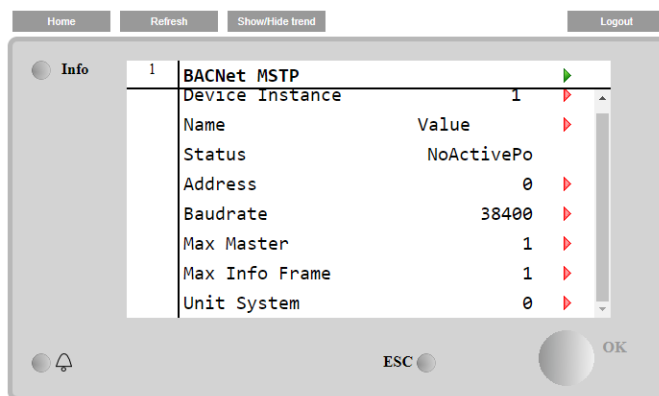 Home Refresh Show/Hide trend Logout
Info
1 BACNet MSTP
Device Instance 1
Name Value
Status NoActivePo
Address 0
Baudrate 38400
Max Master 1
Max Info Frame 1
Unit System 0
ESC
OK